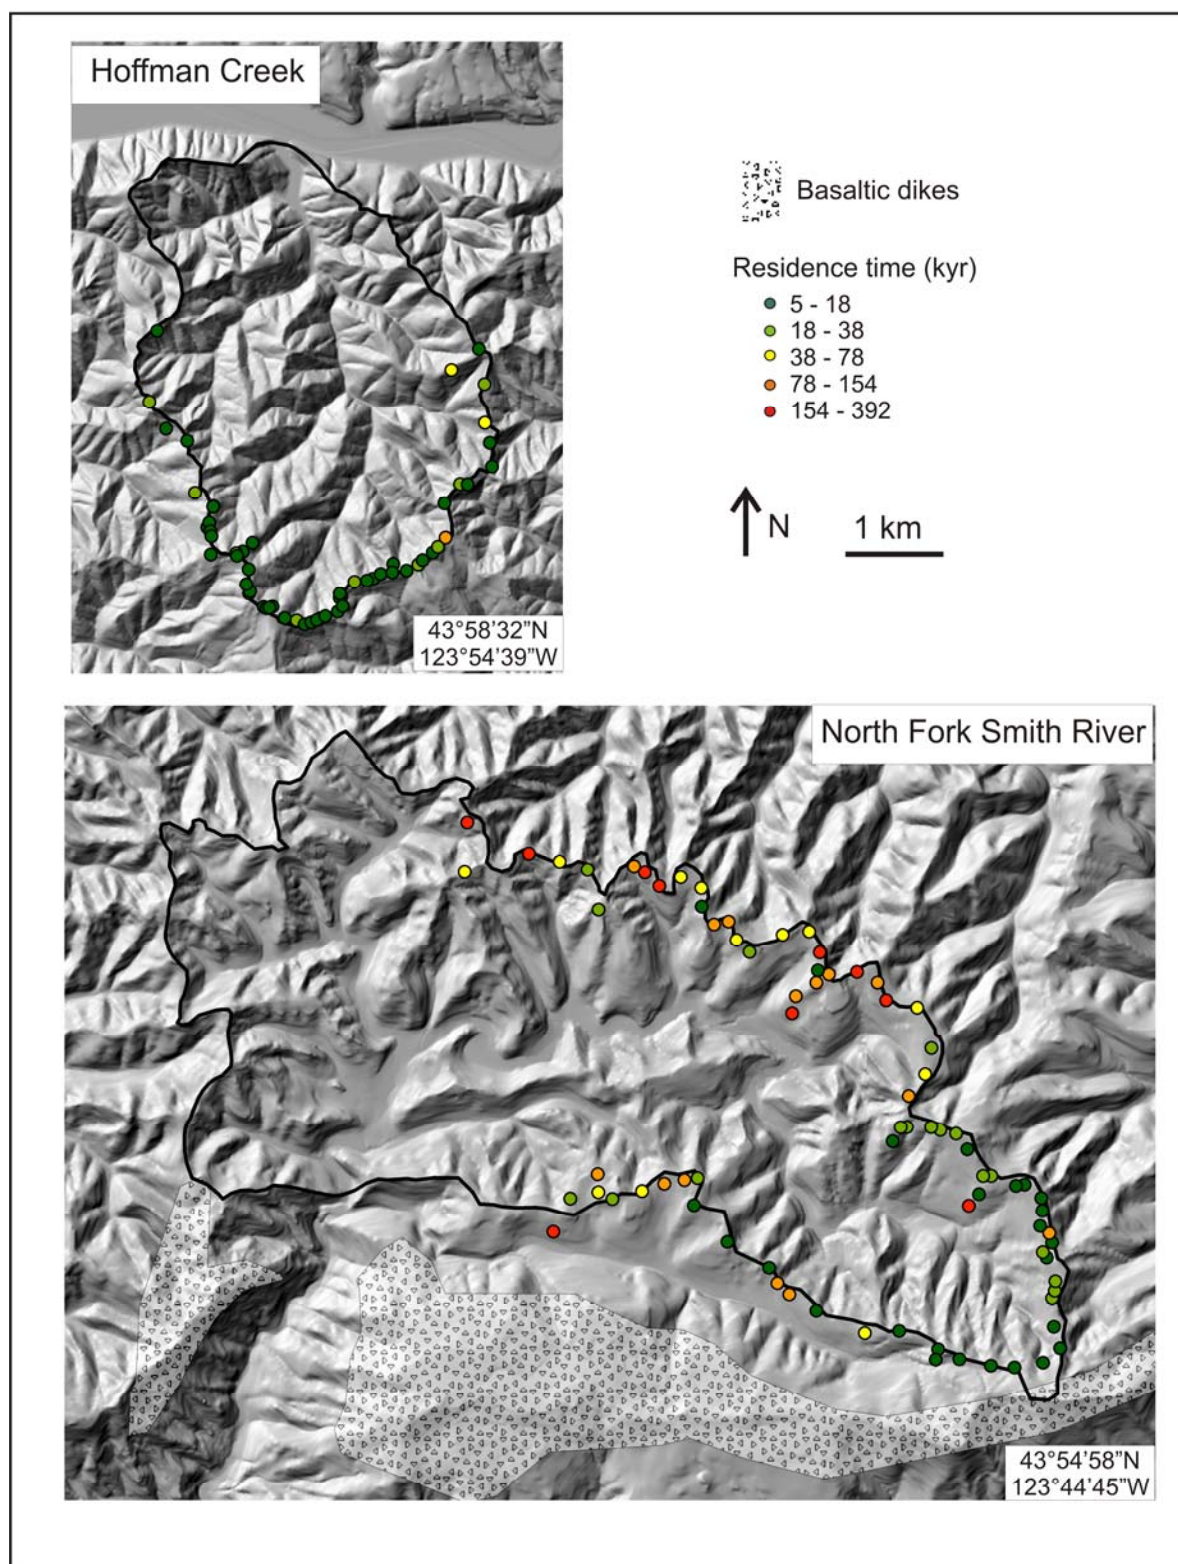 Hoffman Creek
Basaltic dikes
Residence time (kyr)
5 - 18
18 - 38
38 - 78
78 - 154
154 - 392
N
1 km
43°58'32”N
123°54'39”W
North Fork Smith River
43°54'58”N
123°44'45”W